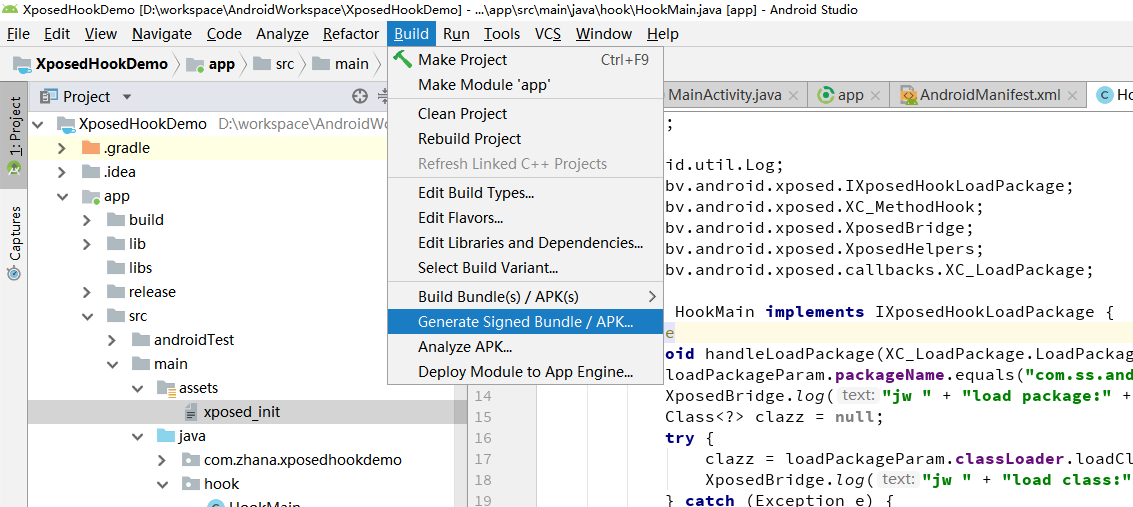 XposedHookDemo [D:\workspace\AndroidWorkspace\XposedHookDemo] - ...\app\src\main\java\hook\HookMain.java [app] - Android Studio
File Edit View Navigate Code Analyze Refactor Build Run Tools VCS Window Help
XposedHookDemo app src main
1: Project
Captures
Project
XposedHookDemo D:\workspace\AndroidWo
.gradle
.idea
app
build
lib
libs
release
src
androidTest
main
assets
xposed_init
java
com.zhana.xposedhookdemo
hook
HookMain
Make Project Ctrl+F9
Make Module 'app'
Clean Project
Rebuild Project
Refresh Linked C++ Projects
Edit Build Types...
Edit Flavors...
Edit Libraries and Dependencies...
Select Build Variant...
Build Bundle(s) / APK(s)
Generate Signed Bundle / APK...
Analyze APK...
Deploy Module to App Engine...
MainActivity.java app AndroidManifest.xml Ho
;
id.util.Log;
bv.android.xposed.IXposedHookLoadPackage;
bv.android.xposed.XC_MethodHook;
bv.android.xposed.XposedBridge;
bv.android.xposed.XposedHelpers;
bv.android.xposed.callbacks.XC_LoadPackage;
HookMain implements IXposedHookLoadPackage {
e
oid handleLoadPackage(XC_LoadPackage.LoadPackag
loadPackageParam.packageName.equals("com.ss.and
14 XposedBridge.log( text: "jw " + "load package:" +
15 Class<?> clazz = null;
16 try {
17 clazz = loadPackageParam.classLoader.loadCl
18 XposedBridge.log( text: "jw " + "load class:"
19 } catch (Exception e) {